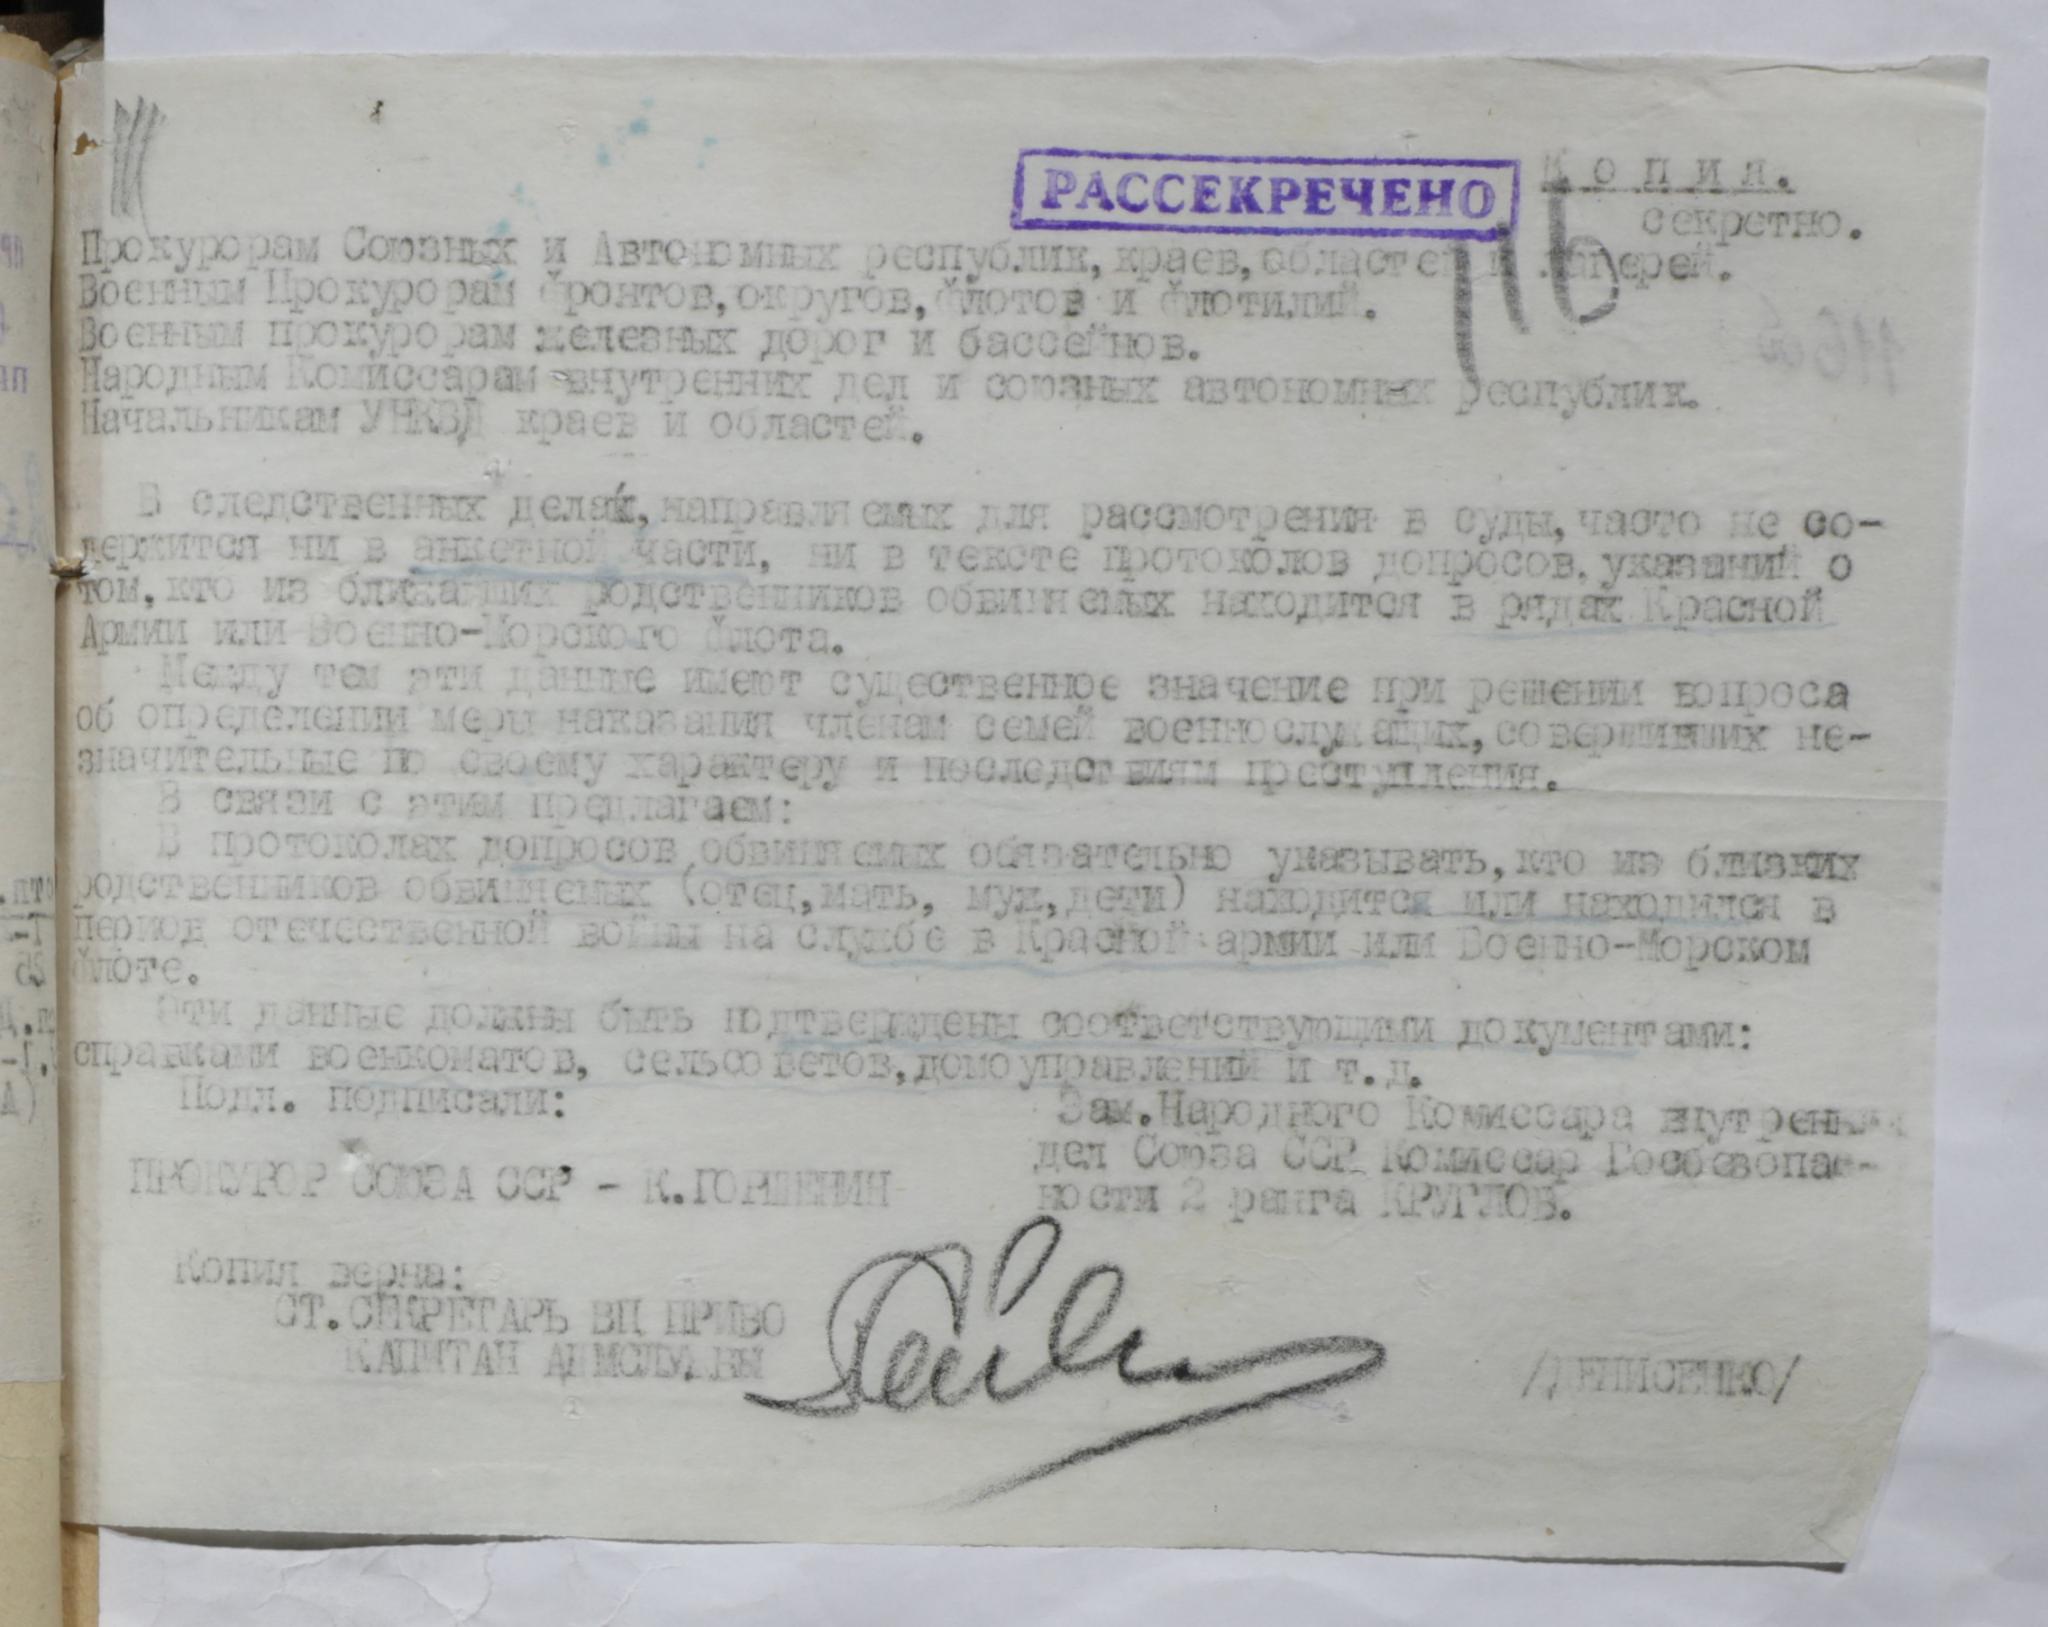 РАССЕКРЕЧЕНО
Копия.
секретно.
116
Прокурорам Союзных и Автономных республик, краев, областей и лагерей.
Военным Прокурорам фронтов, округов, флотов и флотилий.
Военным прокурорам железных дорог и бассейнов.
Народным Комиссарам внутренних дел и союзных автономных республик.
Начальникам УНКВД краев и областей.
В следственных делах, направляемых для рассмотрения в суды, часто не со-
держится ни в анкетной части, ни в тексте протоколов допросов, указаний о
том, кто из ближайших родственников обвиняемых находится в рядах Красной
Армии или Военно-Морского флота.
Между тем эти данные имеют существенное значение при решении вопроса
об определении меры наказания членам семей военнослужащих, совершивших не-
значительные по своему характеру и последствиям преступления.
В связи с этим предлагаем:
В протоколах допросов обвиняемых обязательно указывать, кто из близких
родственников обвиняемых (отец, мать, муж, дети) находится или находился в
период отечественной войны на службе в Красной армии или Военно-Морском
флоте.
Эти данные должны быть подтверждены соответствующими документами:
справками военкоматов, сельсоветов, домоуправлений и т.д.
Подл. подписали:
Зам. Народного Комиссара внутренних
дел Союза ССР Комиссар Госбезопас-
ности 2 ранга КРУГЛОВ.
ПРОКУРОР СОЮЗА ССР - К.ГОРШЕНИН
Копия верна:
СТ.СЕКРЕТАРЬ ВП ПРИВО
КАПИТАН АДМСЛУЖБЫ
/ДЕНИСЕНКО/